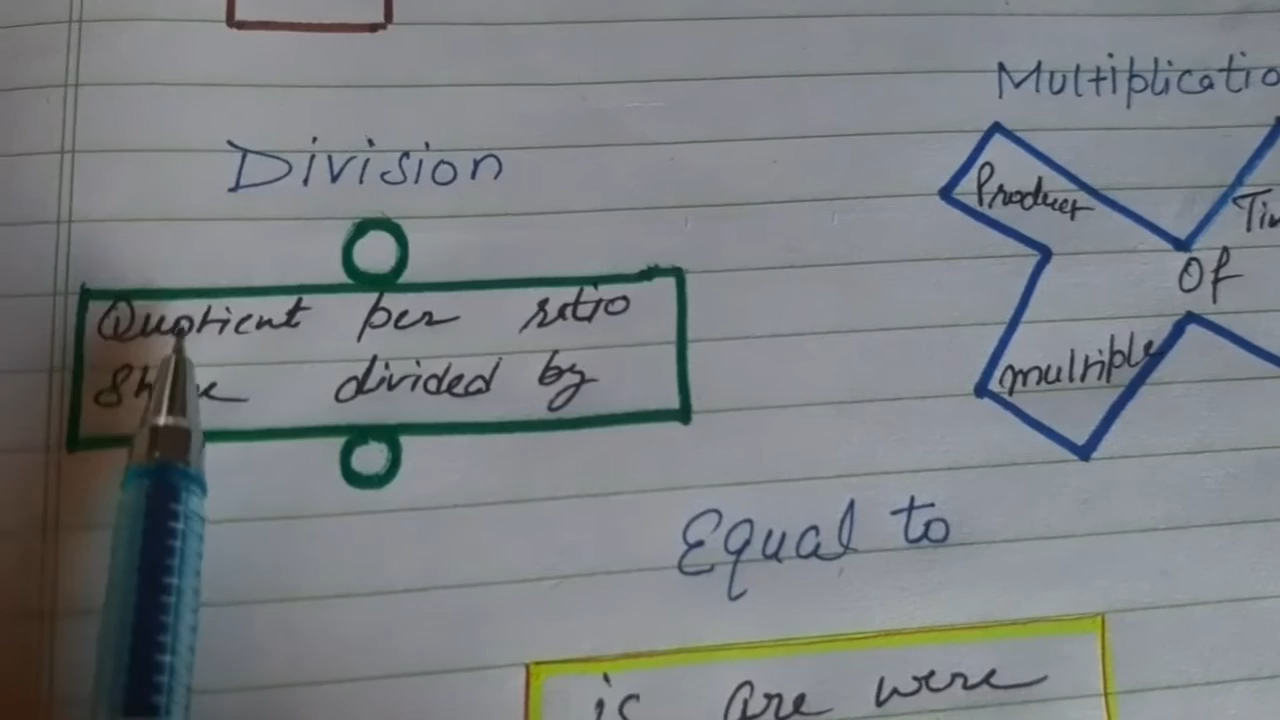 Multiplicatio
Division
Product
Of
Quotient per ratio
divided by
multiple
Equal to
is are were